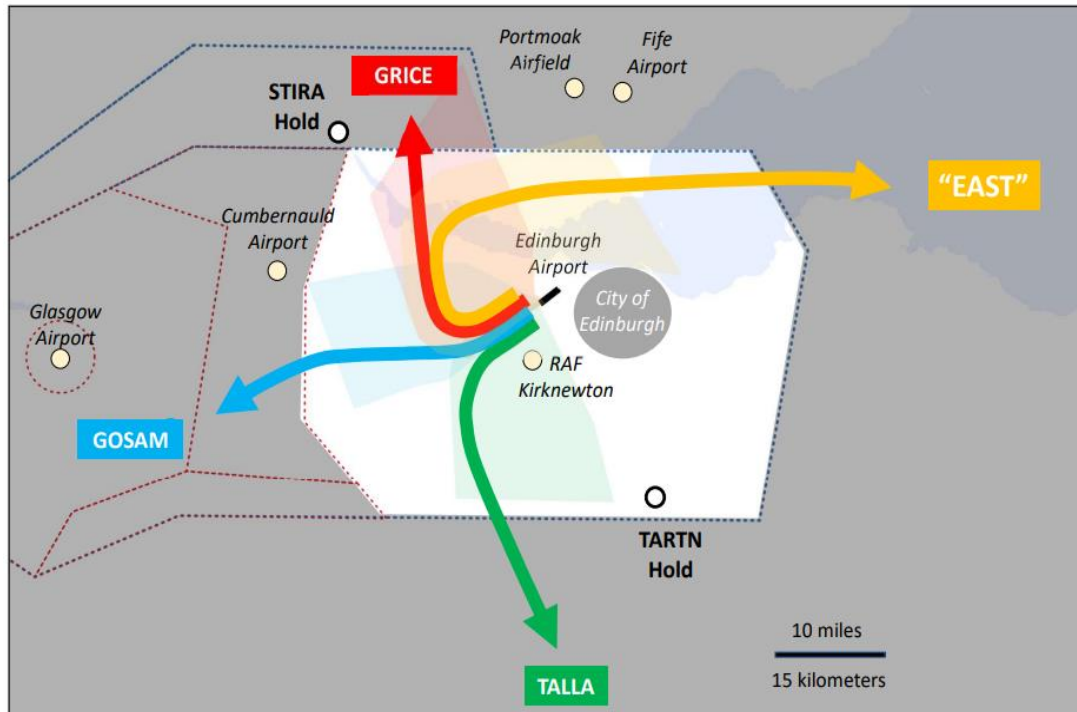 Portmoak
Airfield
Fife
Airport
GRICE
STIRA
Hold
"EAST"
Cumbernauld
Airport
Edinburgh
Airport
City of
Edinburgh
Glasgow
Airport
RAF
Kirknewton
GOSAM
TARTN
Hold
10 miles
15 kilometers
TALLA